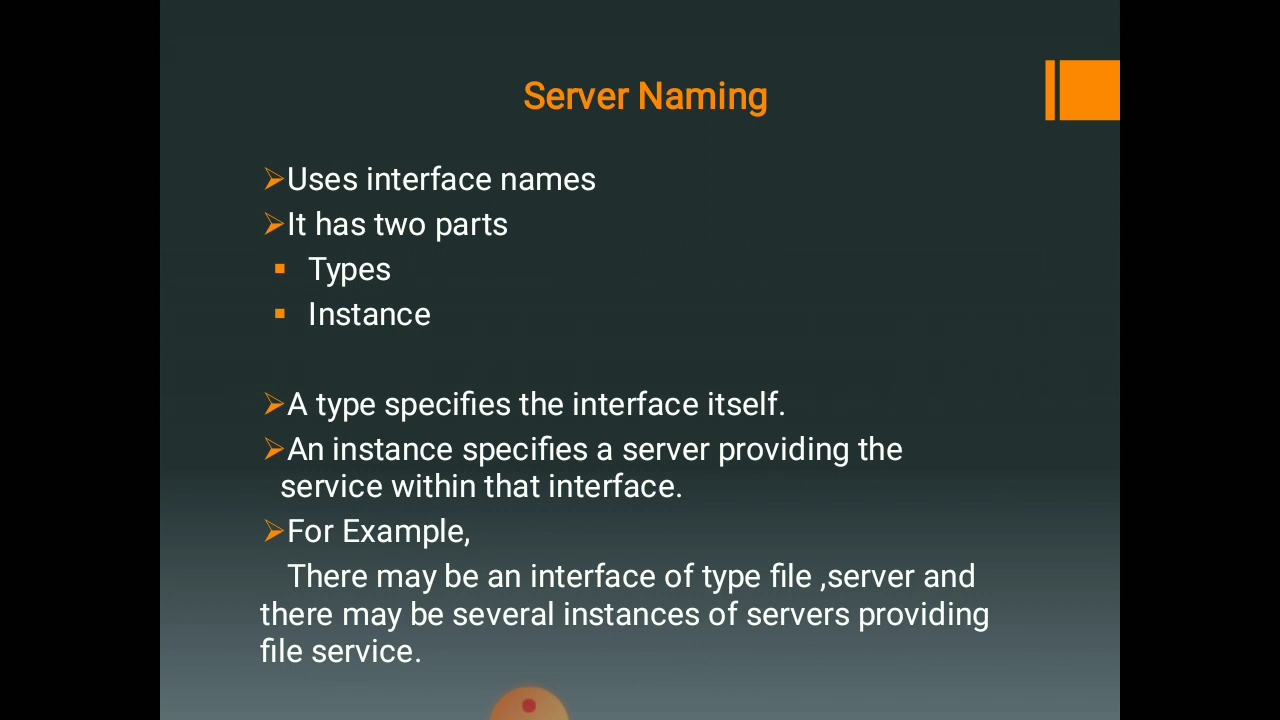 Server Naming
Uses interface names
It has two parts
Types
Instance
A type specifies the interface itself.
An instance specifies a server providing the
service within that interface.
For Example,
There may be an interface of type file ,server and
there may be several instances of servers providing
file service.